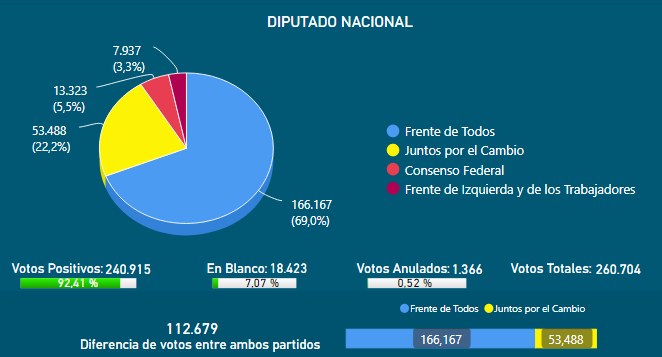 DIPUTADO NACIONAL
7.937
(3,3%)
13.323
(5,5%)
53.488
(22,2%)
166.167
(69,0%)
Frente de Todos
Juntos por el Cambio
Consenso Federal
Frente de Izquierda y de los Trabajadores
Votos Positivos: 240.915
92,41 %
En Blanco: 18.423
7,07 %
Votos Anulados: 1.366
0,52 %
Votos Totales: 260.704
112.679
Diferencia de votos entre ambos partidos
Frente de Todos Juntos por el Cambio
166,167 53,488